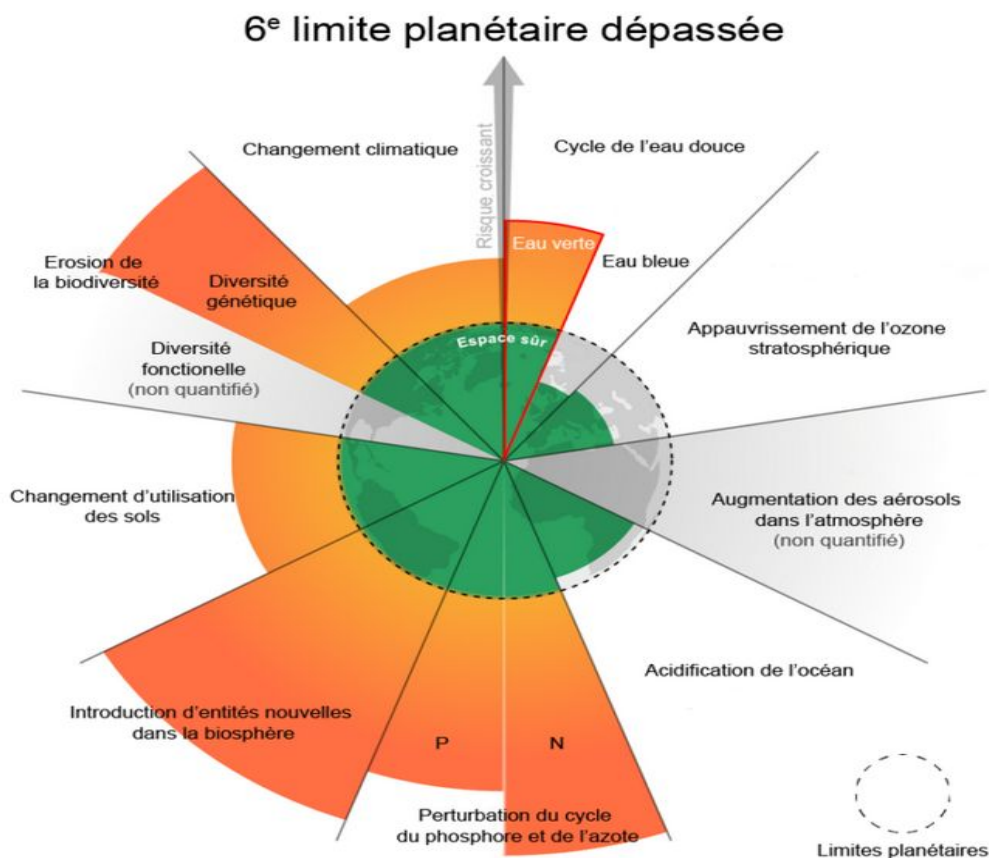 6e limite planétaire dépassée
Risque croissant
Changement climatique
Cycle de l'eau douce
Eau verte
Eau bleue
Erosion de
la biodiversité
Diversité
génétique
Espace sûr
Appauvrissement de l'ozone
stratosphérique
Diversité
fonctionelle
(non quantifié)
Changement d'utilisation
des sols
Augmentation des aérosols
dans l'atmosphère
(non quantifié)
Acidification de l'océan
Introduction d'entités nouvelles
dans la biosphère
P
N
Perturbation du cycle
du phosphore et de l'azote
Limites planétaires